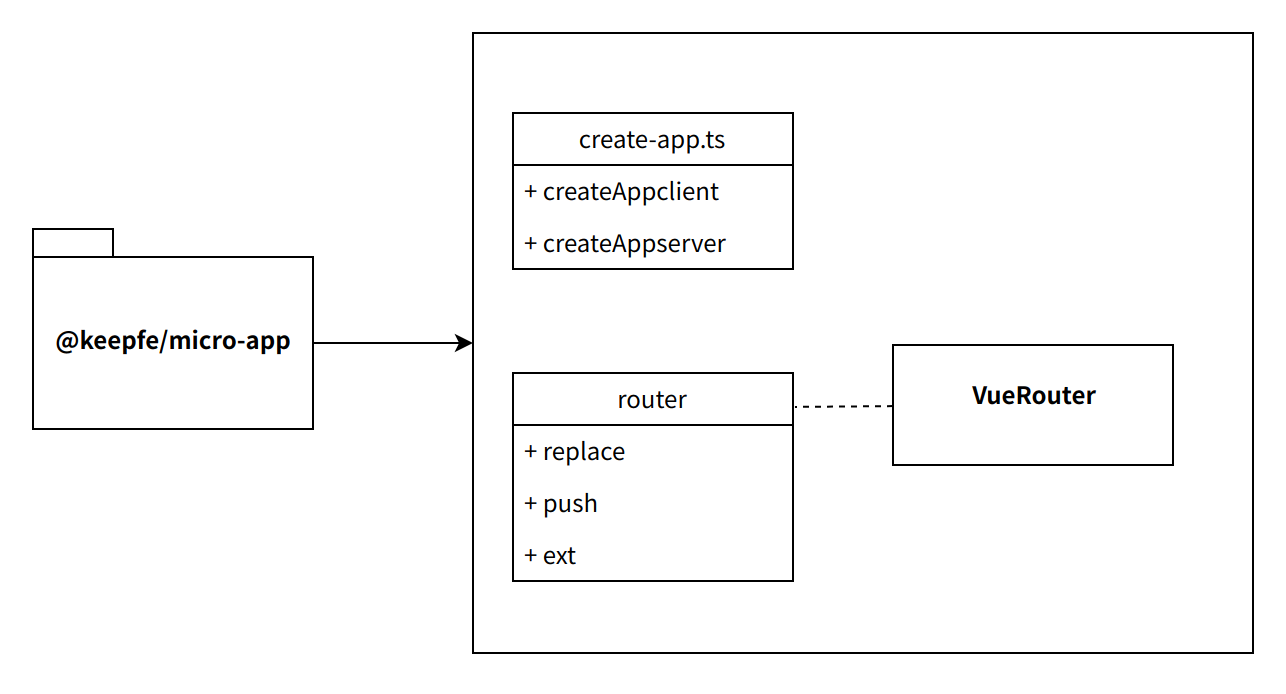 create-app.ts
+ createAppclient
+ createAppserver
@keepfe/micro-app
router
+ replace
+ push
+ ext
VueRouter